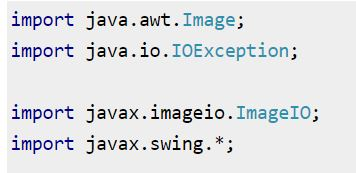 import java.awt.Image;
import java.io.IOException;
import javax.imageio.ImageIO;
import javax.swing.*;